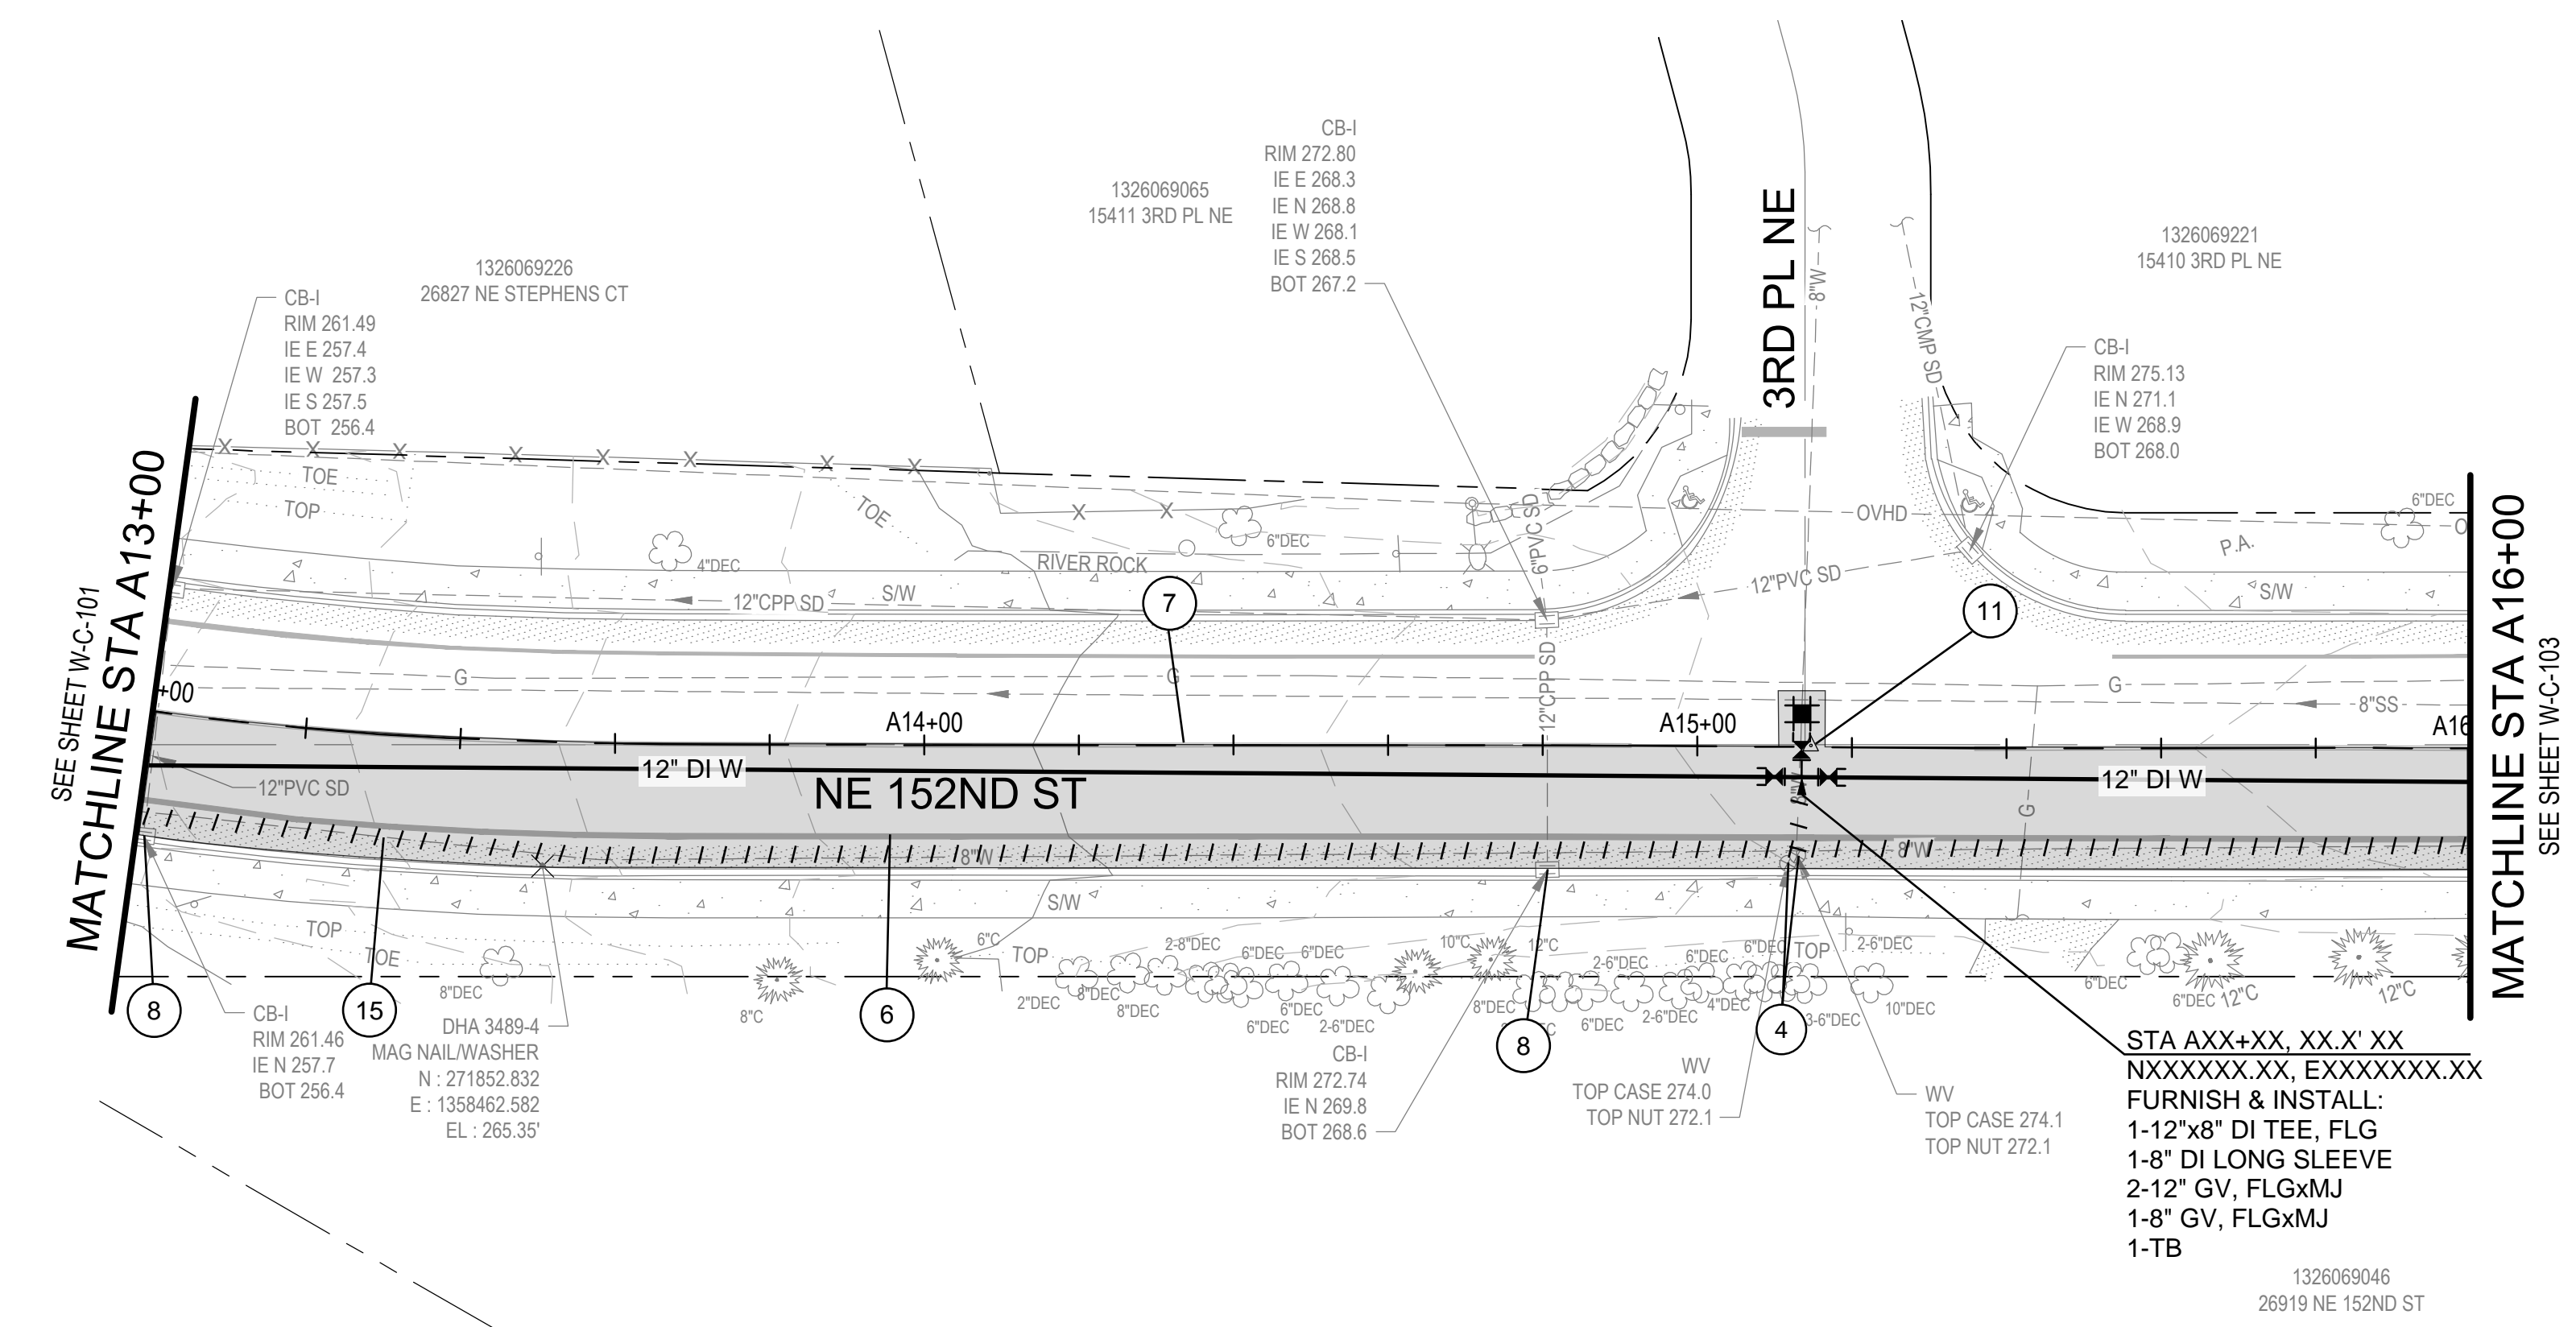 CB-I
RIM 272.80
IE E 268.3
IE N 268.8
IE W 268.1
IE S 268.5
BOT 267.2
1326069065
15411 3RD PL NE
1326069226
26827 NE STEPHENS CT
1326069221
15410 3RD PL NE
CB-I
RIM 261.49
IE E 257.4
IE W 257.3
IE S 257.5
BOT 256.4
CB-I
RIM 275.13
IE N 271.1
IE W 268.9
BOT 268.0
3RD PL NE
8"W
12"CMP SD
SEE SHEET W-C-101
MATCHLINE STA A13+00
MATCHLINE STA A16+00
SEE SHEET W-C-103
X X X X X X X X
TOE
TOP
TOE
X X
6"DEC
4"DEC
RIVER ROCK
6"PVC SD
OVHD
6"DEC
O
P.A.
12"CPP SD
S/W
7
12"PVC SD
11
S/W
G
G
G
12"CPP SD
8"SS
+00
A14+00
A15+00
A16
12"PVC SD
12" DI W
NE 152ND ST
8"W
12" DI W
G
8"W
8"W
S/W
TOP
TOE
8"DEC
8"C
6"C
TOP
2"DEC
8"DEC
2-8"DEC
8"DEC
6"DEC
6"DEC
6"DEC
6"DEC
2-6"DEC
10"C
12"C
8"DEC
6"DEC
2-6"DEC
2-6"DEC
6"DEC
4"DEC
6"DEC
TOP
3-6"DEC
2-6"DEC
10"DEC
6"DEC
6"DEC
12"C
12"C
8
15
6
8
4
CB-I
RIM 261.46
IE N 257.7
BOT 256.4
DHA 3489-4
MAG NAIL/WASHER
N : 271852.832
E : 1358462.582
EL : 265.35'
CB-I
RIM 272.74
IE N 269.8
BOT 268.6
WV
TOP CASE 274.0
TOP NUT 272.1
WV
TOP CASE 274.1
TOP NUT 272.1
STA AXX+XX, XX.X' XX
NXXXXXX.XX, EXXXXXXX.XX
FURNISH & INSTALL:
1-12"x8" DI TEE, FLG
1-8" DI LONG SLEEVE
2-12" GV, FLGxMJ
1-8" GV, FLGxMJ
1-TB
1326069046
26919 NE 152ND ST